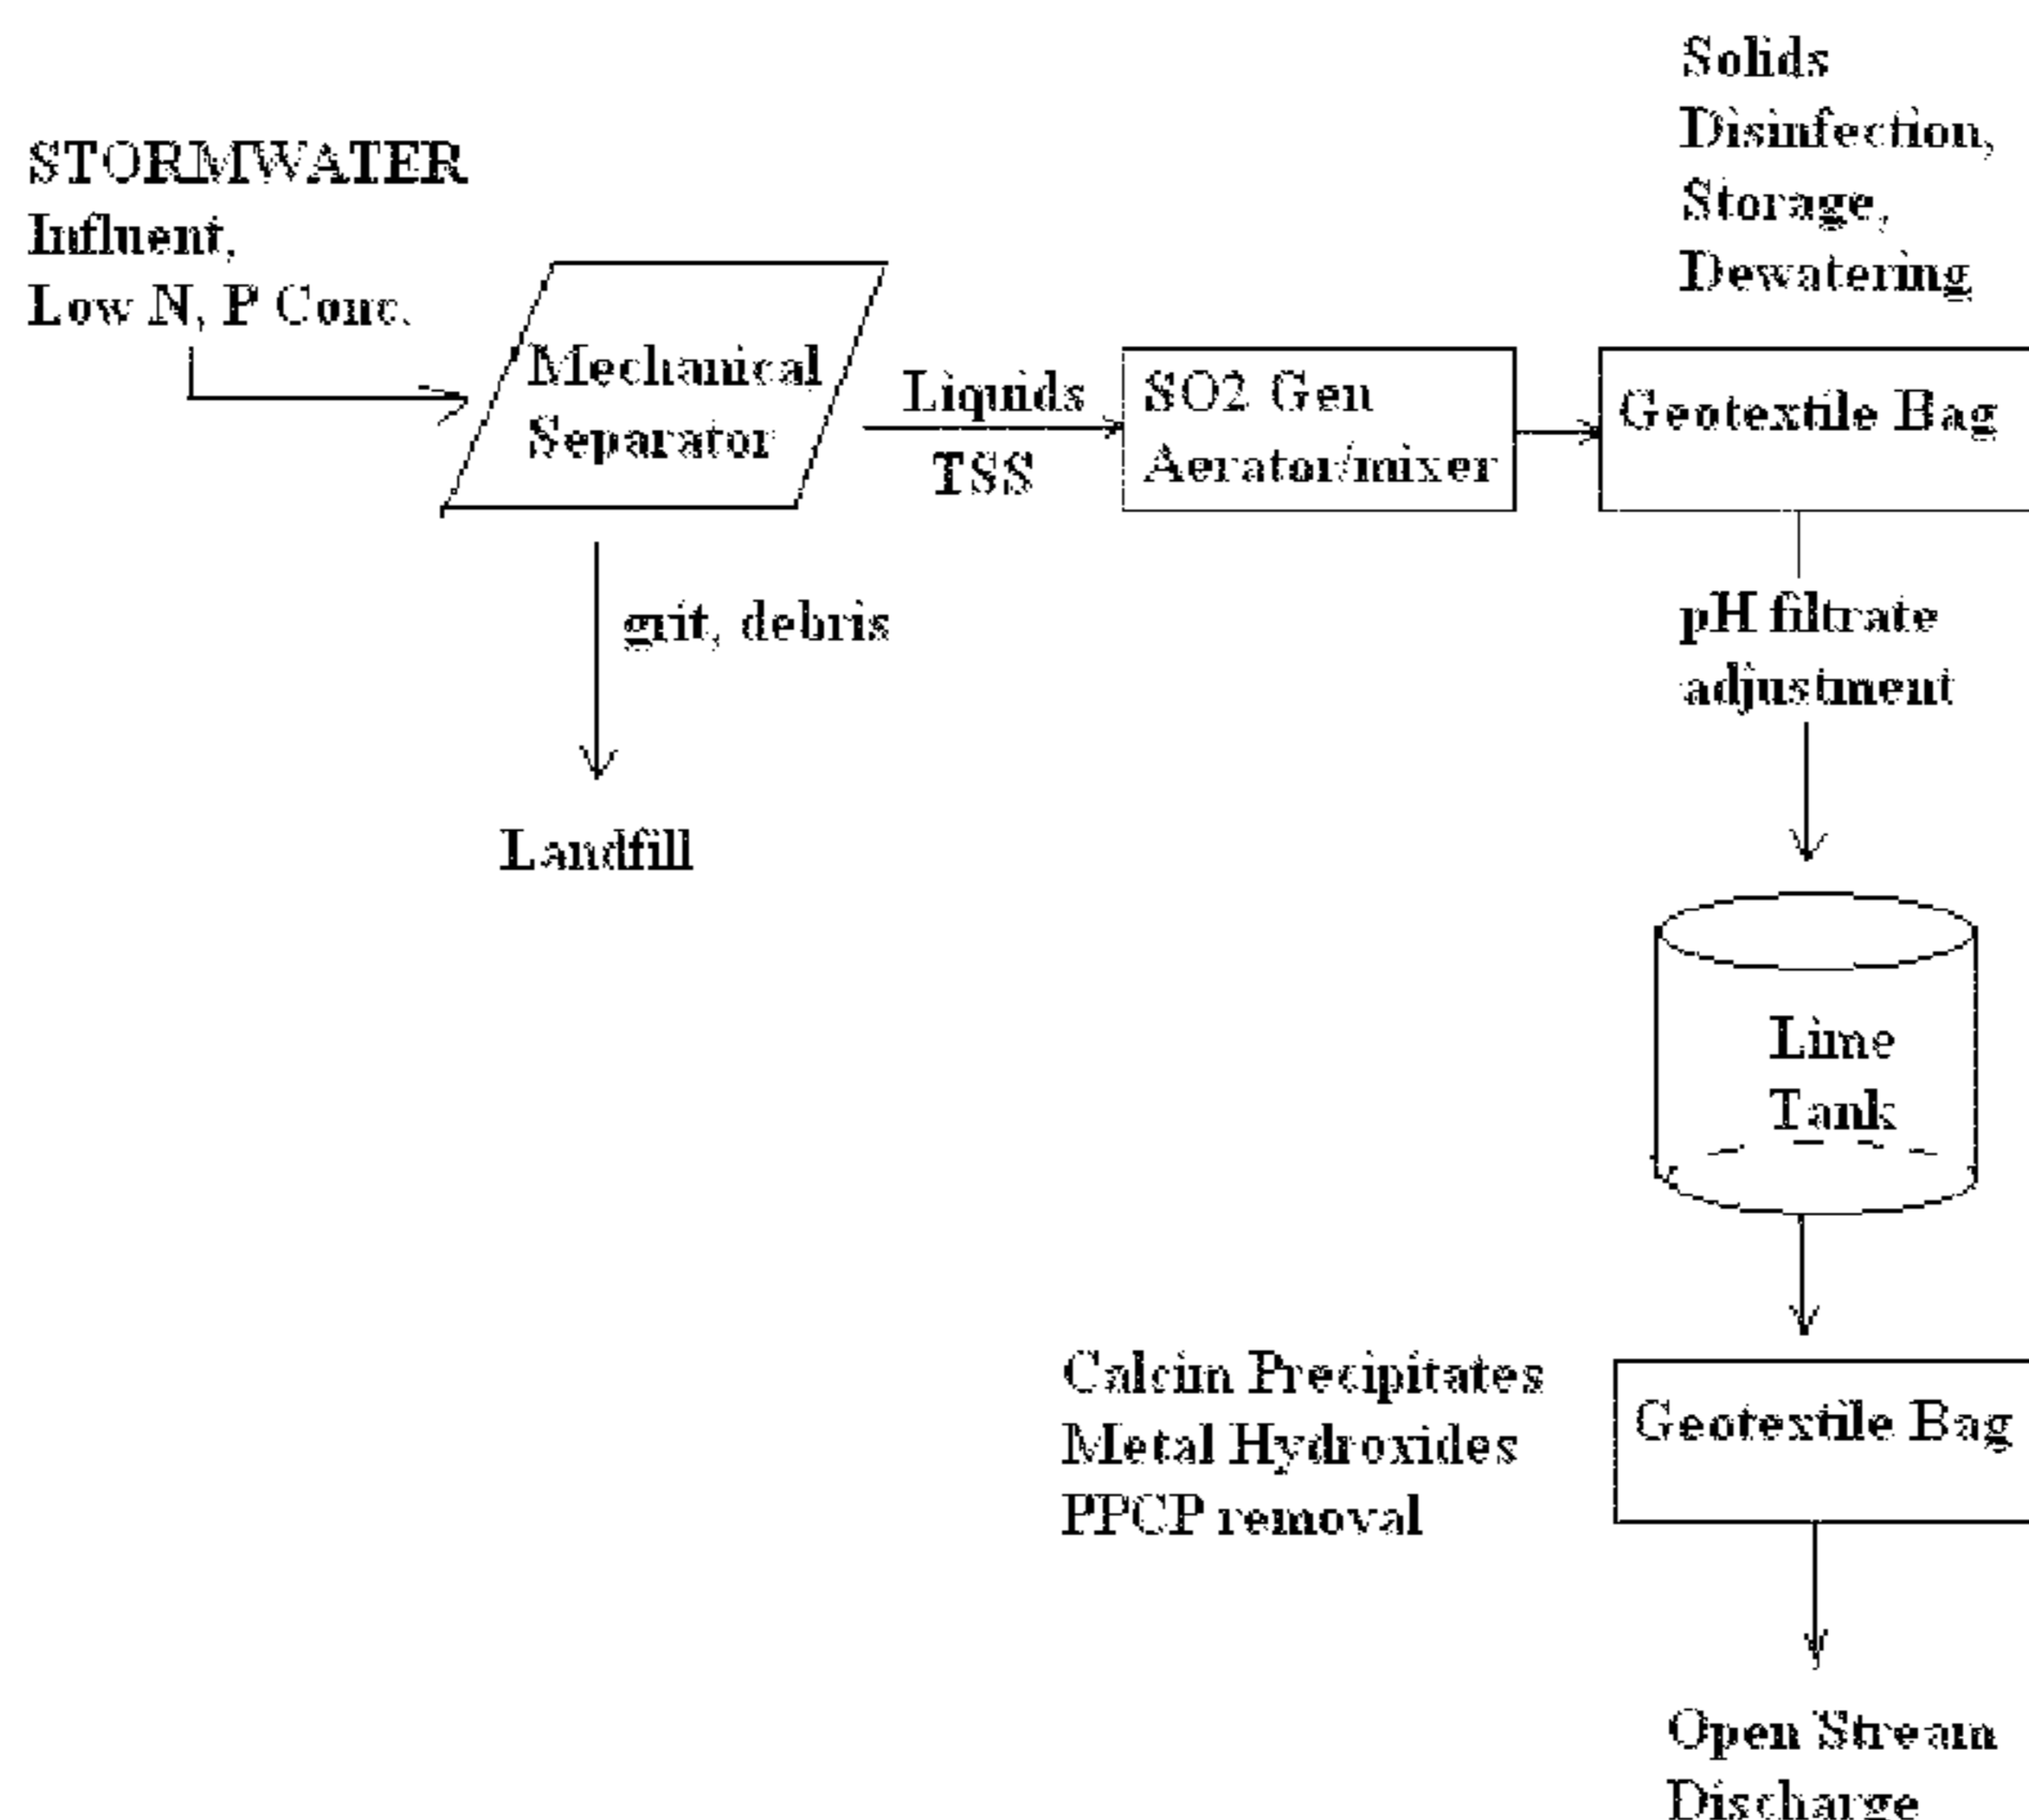 STORMWATER
Influent,
Low N, P Conc.
Mechanical
Separator
grit, debris
Landfill
Liquids
TSS
SO2 Gen
Aerator/mixer
Solids
Disinfection,
Storage,
Dewatering
Geotextile Bag
pH filtrate
adjustment
Lime
Tank
Calcim Precipitates
Metal Hydroxides
PPCP removal
Geotextile Bag
Open Stream
Discharge